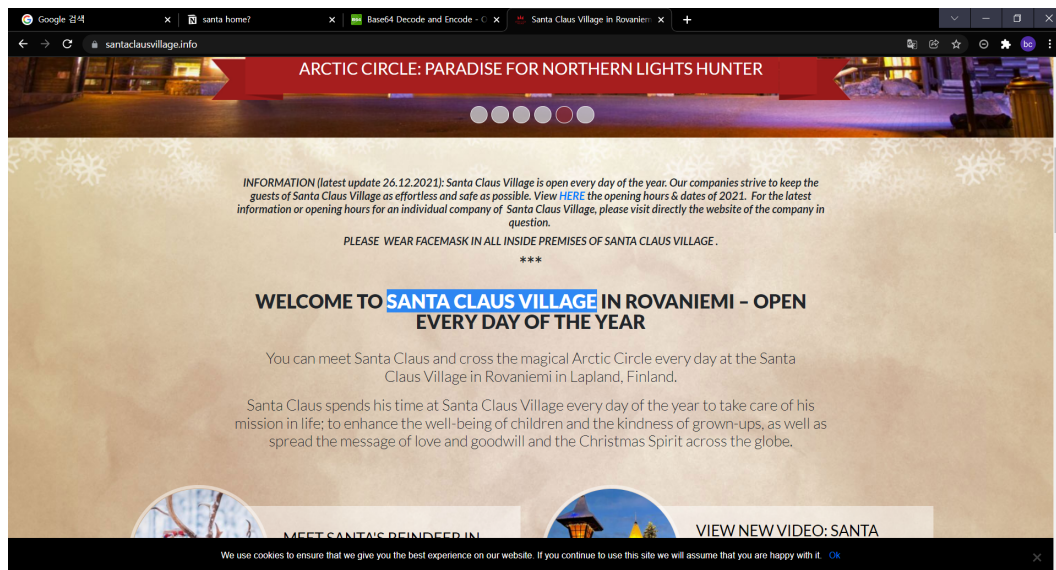 Google 검색
santa home?
Base64 Decode and Encode - O
Santa Claus Village in Rovaniem
santaclausvillage.info
bc
ARCTIC CIRCLE: PARADISE FOR NORTHERN LIGHTS HUNTER
INFORMATION (latest update 26.12.2021): Santa Claus Village is open every day of the year. Our companies strive to keep the
guests of Santa Claus Village as effortless and safe as possible. View HERE the opening hours & dates of 2021. For the latest
information or opening hours for an individual company of Santa Claus Village, please visit directly the website of the company in
question.
PLEASE WEAR FACEMASK IN ALL INSIDE PREMISES OF SANTA CLAUS VILLAGE .
***
WELCOME TO SANTA CLAUS VILLAGE IN ROVANIEMI – OPEN
EVERY DAY OF THE YEAR
You can meet Santa Claus and cross the magical Arctic Circle every day at the Santa
Claus Village in Rovaniemi in Lapland, Finland.
Santa Claus spends his time at Santa Claus Village every day of the year to take care of his
mission in life; to enhance the well-being of children and the kindness of grown-ups, as well as
spread the message of love and goodwill and the Christmas Spirit across the globe.
MEET SANTA'S REINDEER IN
VIEW NEW VIDEO: SANTA
We use cookies to ensure that we give you the best experience on our website. If you continue to use this site we will assume that you are happy with it. Ok